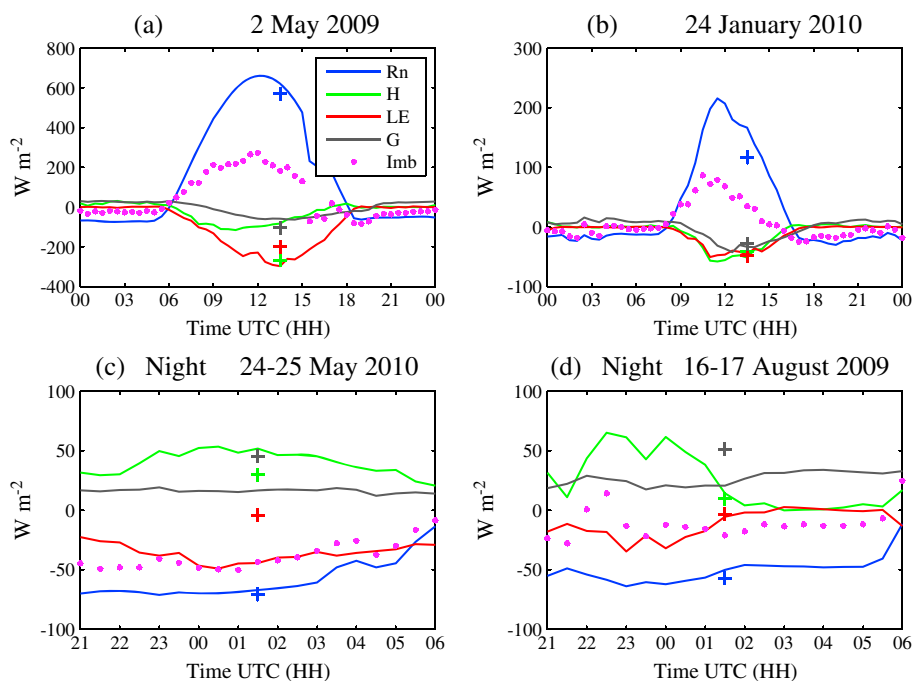 (a) 2 May 2009
800
600
400
200
0
-200
-400
W m-2
Rn
H
LE
G
Imb
00 03 06 09 12 15 18 21 00
Time UTC (HH)
(b) 24 January 2010
300
200
100
0
-100
W m-2
00 03 06 09 12 15 18 21 00
Time UTC (HH)
(c) Night 24-25 May 2010
100
50
0
-50
-100
W m-2
21 22 23 00 01 02 03 04 05 06
Time UTC (HH)
(d) Night 16-17 August 2009
100
50
0
-50
-100
W m-2
21 22 23 00 01 02 03 04 05 06
Time UTC (HH)